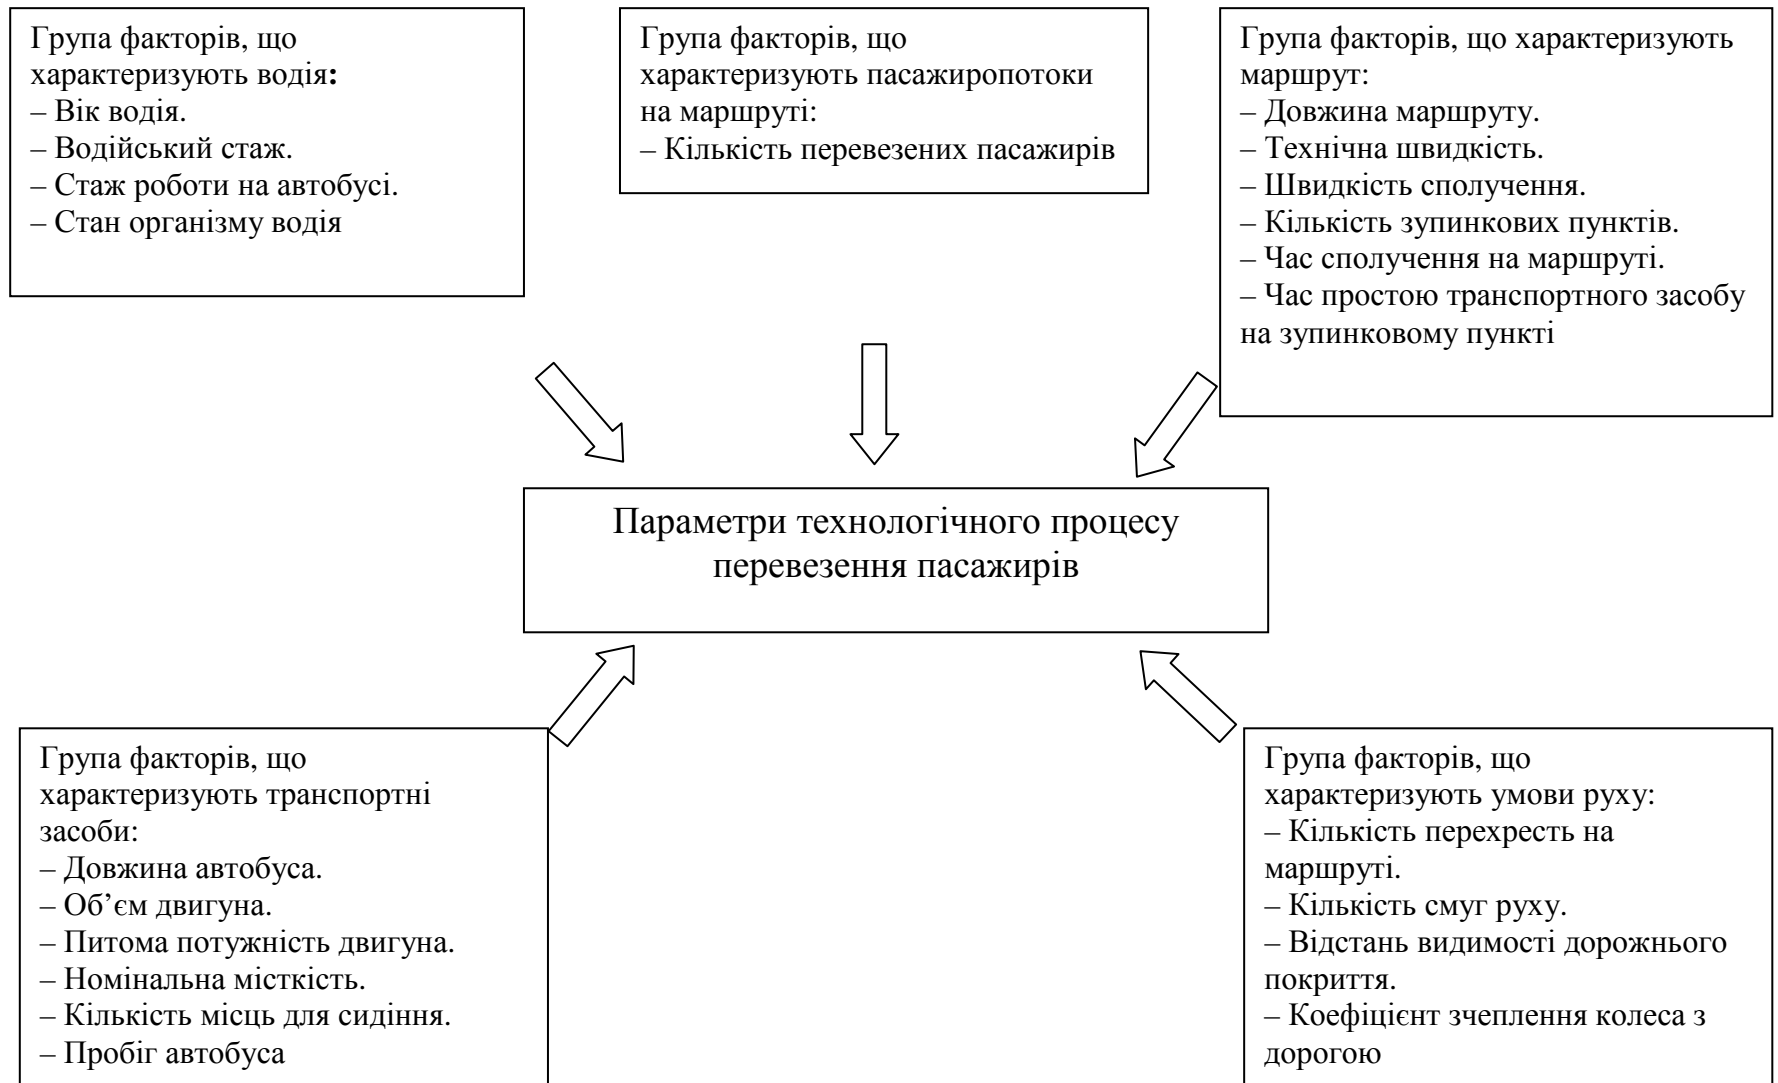 Група факторів, що
характеризують водія:
– Вік водія.
– Водійський стаж.
– Стаж роботи на автобусі.
– Стан організму водія
Група факторів, що
характеризують пасажиропотоки
на маршруті:
– Кількість перевезених пасажирів
Група факторів, що характеризують
маршрут:
– Довжина маршруту.
– Технічна швидкість.
– Швидкість сполучення.
– Кількість зупинкових пунктів.
– Час сполучення на маршруті.
– Час простою транспортного засобу
на зупинковому пункті
Параметри технологічного процесу
перевезення пасажирів
Група факторів, що
характеризують транспортні
засоби:
– Довжина автобуса.
– Об’єм двигуна.
– Питома потужність двигуна.
– Номінальна місткість.
– Кількість місць для сидіння.
– Пробіг автобуса
Група факторів, що
характеризують умови руху:
– Кількість перехресть на
маршруті.
– Кількість смуг руху.
– Відстань видимості дорожнього
покриття.
– Коефіцієнт зчеплення колеса з
дорогою